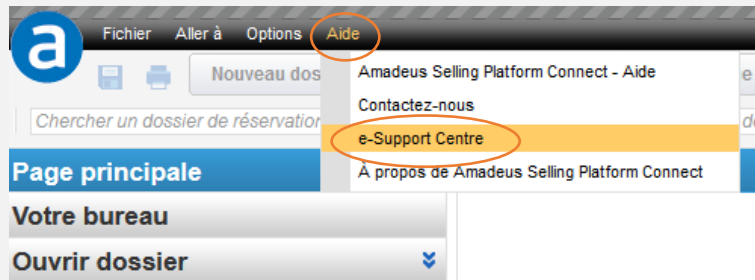 a
Fichier Aller à Options Aide
Nouveau dos
Amadeus Selling Platform Connect - Aide
Contactez-nous
Chercher un dossier de réservation
e-Support Centre
À propos de Amadeus Selling Platform Connect
Page principale
Votre bureau
Ouvrir dossier